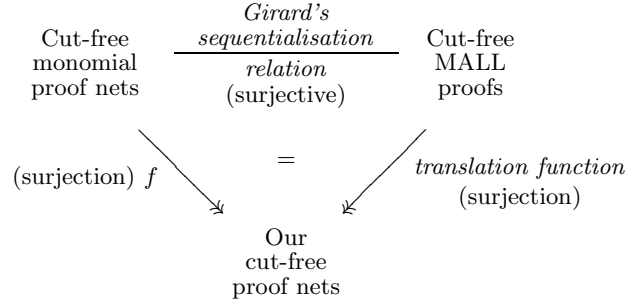 Girard's
Cut-free sequentialisation Cut-free
monomial relation MALL
proof nets (surjective) proofs
(surjection) f = translation function
(surjection)
Our
cut-free
proof nets